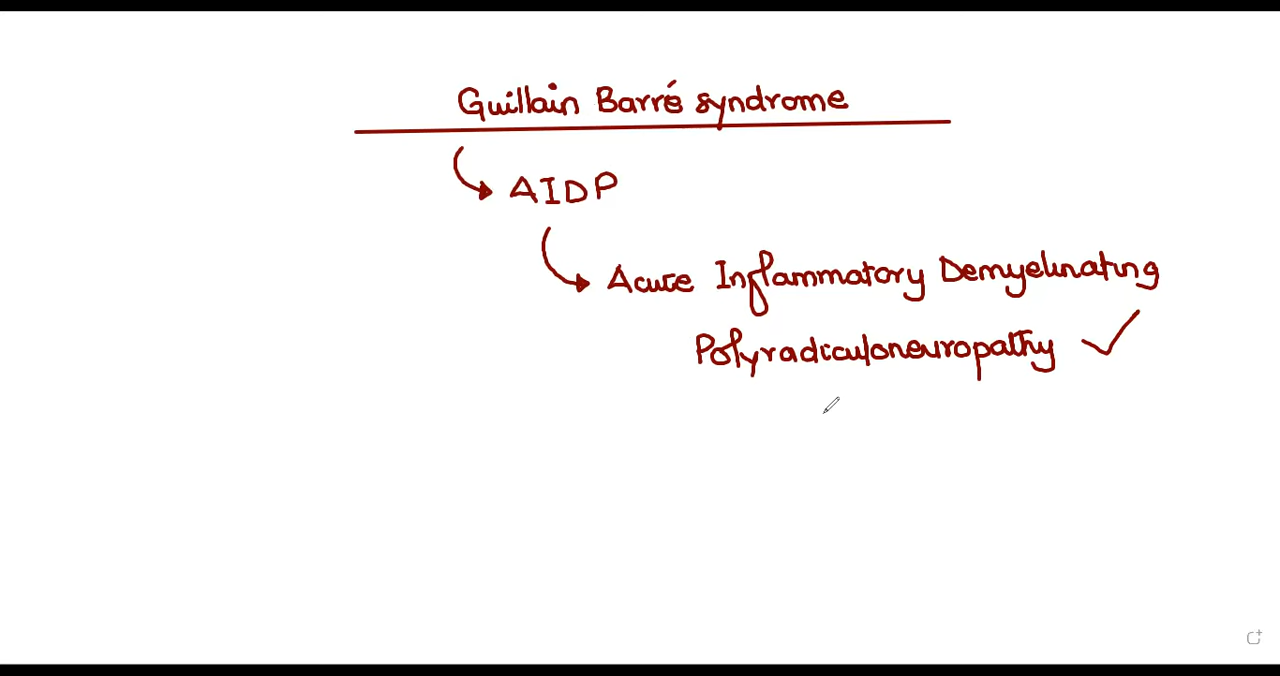 Guillain Barré syndrome
AIDP
Acute Inflammatory Demyelinating
Polyradiculoneuropathy